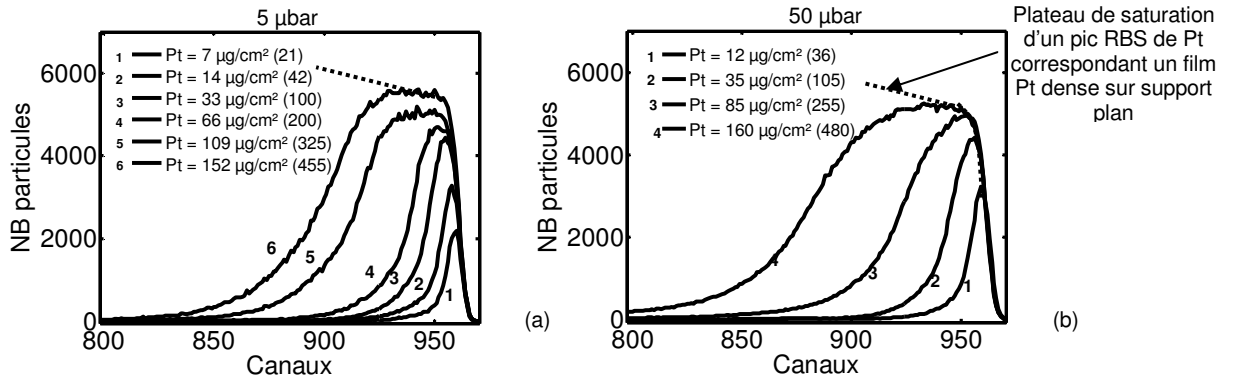 5 µbar
1 Pt = 7 µg/cm² (21)
2 Pt = 14 µg/cm² (42)
3 Pt = 33 µg/cm² (100)
4 Pt = 66 µg/cm² (200)
5 Pt = 109 µg/cm² (325)
6 Pt = 152 µg/cm² (455)
NB particules
6000
4000
2000
0
6
5
4
3
2
1
800
850
900
950
Canaux
(a)
50 µbar
1 Pt = 12 µg/cm² (36)
2 Pt = 35 µg/cm² (105)
3 Pt = 85 µg/cm² (255)
4 Pt = 160 µg/cm² (480)
NB particules
6000
4000
2000
0
4
3
2
1
800
850
900
950
Canaux
(b)
Plateau de saturation
d'un pic RBS de Pt
correspondant un film
Pt dense sur support
plan